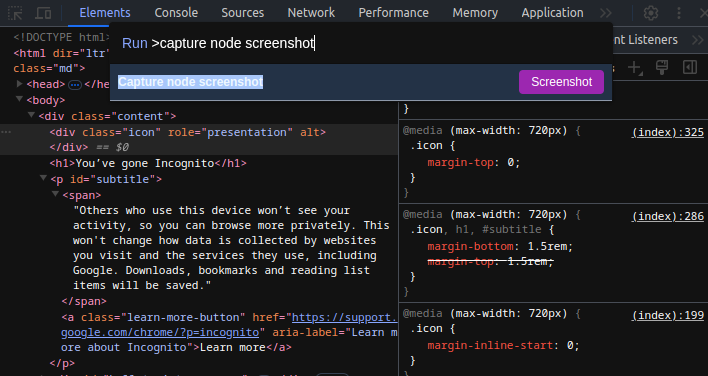 Elements Console Sources Network Performance Memory Application
<!DOCTYPE html>
<html dir="ltr"
class="md">
<head> </he
<body>
<div class="content">
<div class="icon" role="presentation" alt>
</div> == $0
<h1>You've gone Incognito</h1>
<p id="subtitle">
<span>
"Others who use this device won't see your
activity, so you can browse more privately. This
won't change how data is collected by websites
you visit and the services they use, including
Google. Downloads, bookmarks and reading list
items will be saved."
</span>
<a class="learn-more-button" href="https://support.
google.com/chrome/?p=incognito" aria-label="Learn m
ore about Incognito">Learn more</a>
</p>
Run >capture node screenshot
Capture node screenshot Screenshot
nt Listeners
}
@media (max-width: 720px) { (index):325
.icon {
margin-top: 0;
}
}
@media (max-width: 720px) { (index):286
.icon, h1, #subtitle {
margin-bottom: 1.5rem;
margin-top: 1.5rem;
}
}
@media (max-width: 720px) { (index):199
.icon {
margin-inline-start: 0;
}